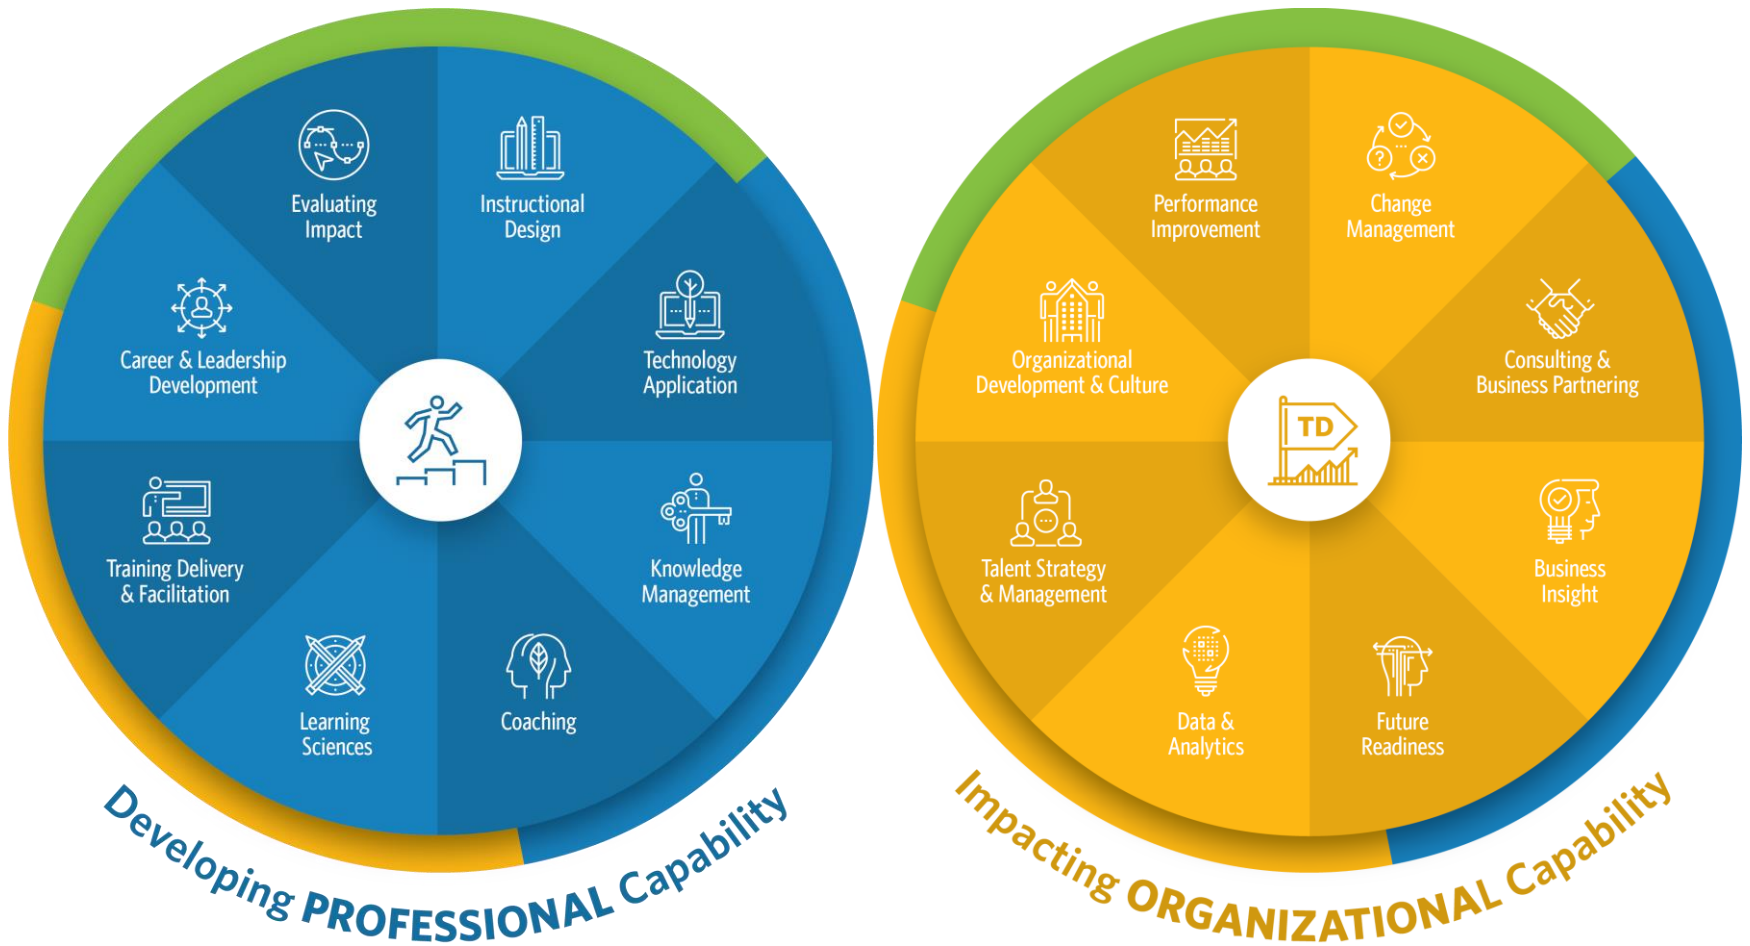 Evaluating
Impact
Instructional
Design
Technology
Application
Knowledge
Management
Coaching
Learning
Sciences
Training Delivery
& Facilitation
Career & Leadership
Development
Developing PROFESSIONAL Capability
Performance
Improvement
Change
Management
Consulting &
Business Partnering
Business
Insight
Future
Readiness
Data &
Analytics
Talent Strategy
& Management
Organizational
Development & Culture
TD
Impacting ORGANIZATIONAL Capability